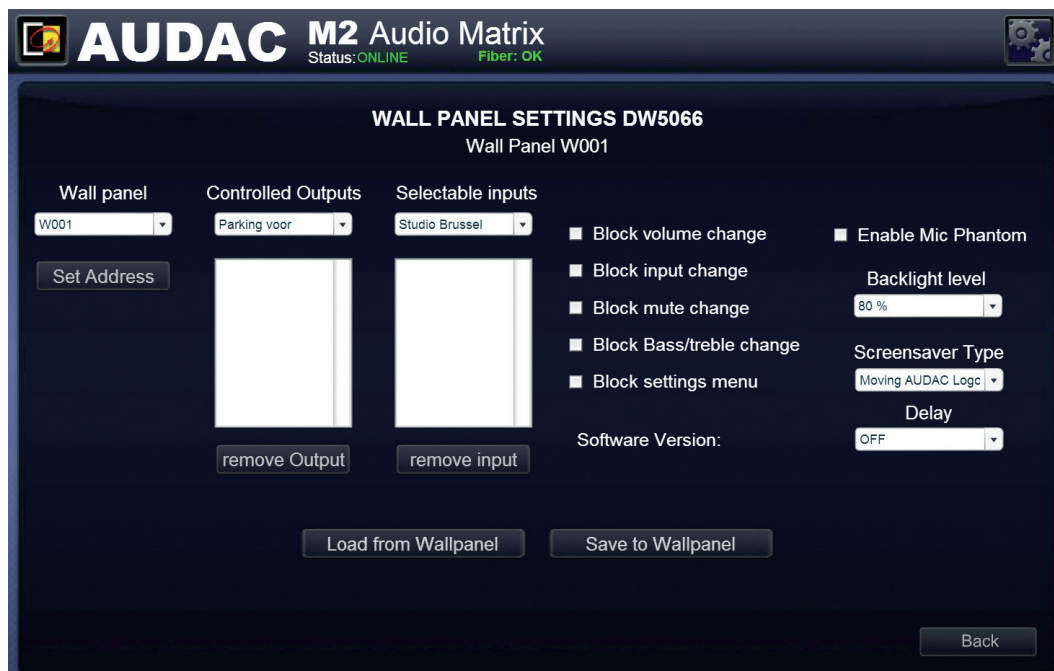 AUDAC M2 Audio Matrix
Status: ONLINE Fiber: OK
WALL PANEL SETTINGS DW5066
Wall Panel W001
Wall panel
W001
Set Address
Controlled Outputs
Parking voor
remove Output
Selectable inputs
Studio Brussel
remove input
Block volume change
Block input change
Block mute change
Block Bass/treble change
Block settings menu
Software Version:
Enable Mic Phantom
Backlight level
80 %
Screensaver Type
Moving AUDAC Logo
Delay
OFF
Load from Wallpanel
Save to Wallpanel
Back